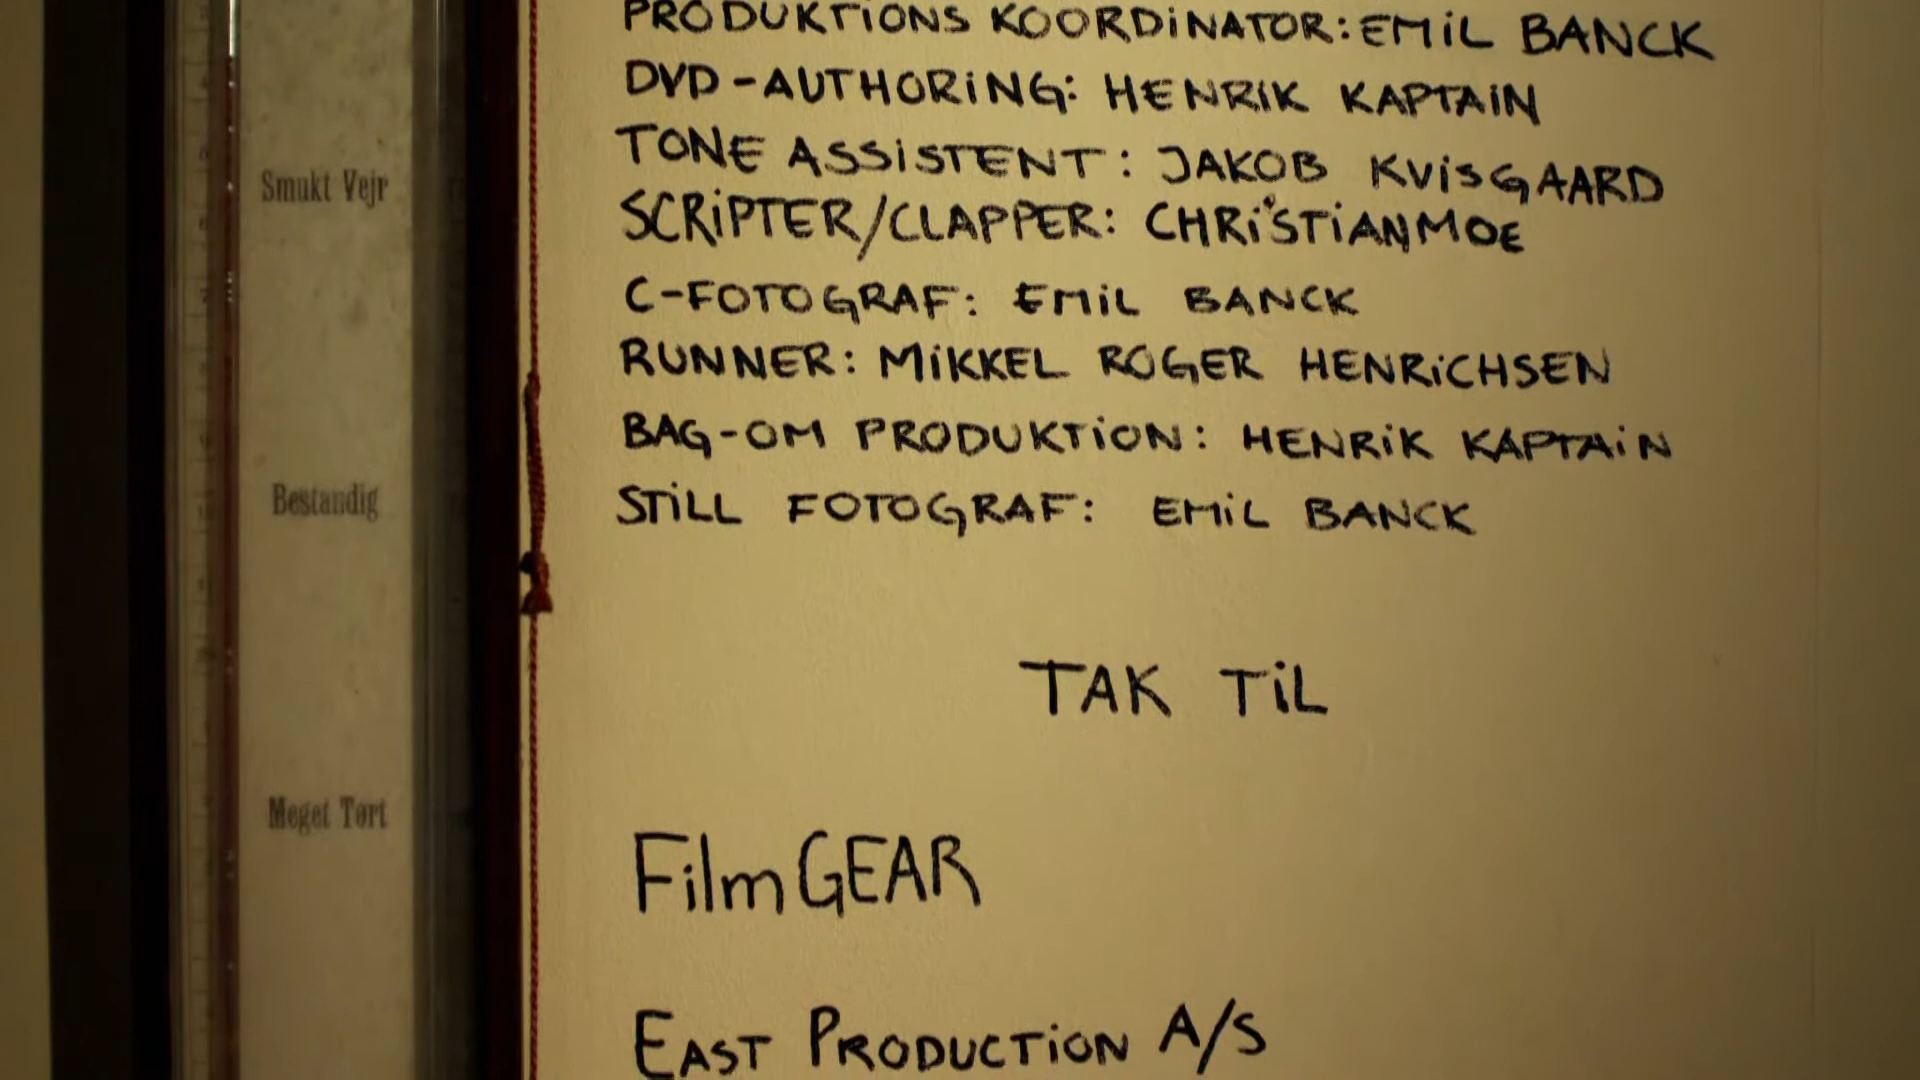 PRODUKTIONS KOORDINATOR: EMIL BANCK
DVD-AUTHORING: HENRIK KAPTAIN
TONE ASSISTENT: JAKOB KVISGAARD
SCRIPTER/CLAPPER: CHRISTIAN MOE
C-FOTOGRAF: EMIL BANCK
RUNNER: MIKKEL ROGER HENRICHSEN
BAG-OM PRODUKTION: HENRIK KAPTAIN
STILL FOTOGRAF: EMIL BANCK
TAK TIL
FilmGEAR
EAST PRODUCTION A/S
Smukt Vejr
Bestandig
Meget Tørt